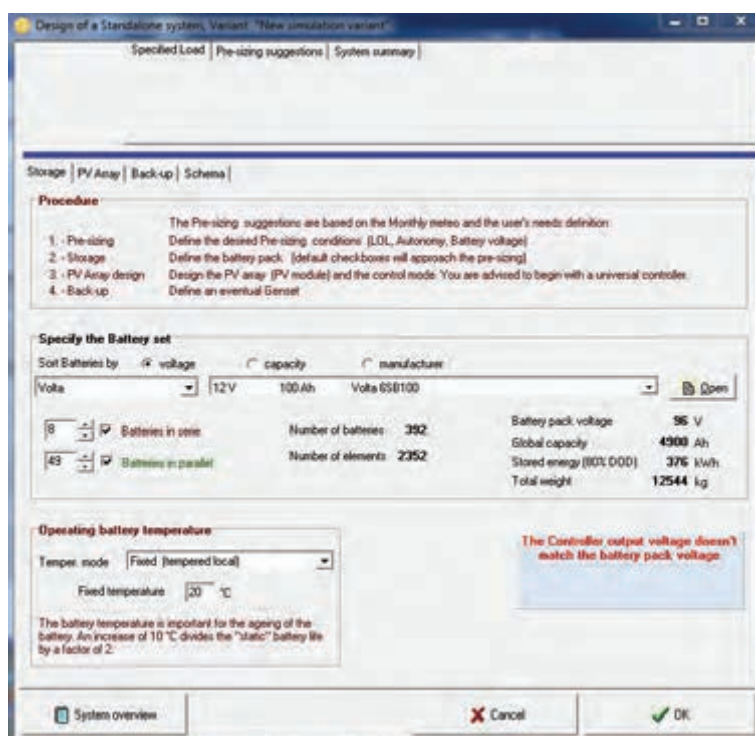 Design of a Standalone system, Variant "New simulation variant"
Specified Load | Pre-sizing suggestions | System summary
Storage | PV Array | Back-up | Schema
Procedure
The Pre-sizing suggestions are based on the Monthly meteo and the user's needs definition
1. - Pre-sizing Define the desired Pre-sizing conditions (LOL, Autonomy, Battery voltage)
2. - Storage Define the battery pack (default checkboxes will approach the pre-sizing)
3. - PV Array design Design the PV array (PV module) and the control mode. You are advised to begin with a universal controller.
4. - Back-up Define an eventual Genset
Specify the Battery set
Sort Batteries by voltage capacity manufacturer
Volta 12 V 100 Ah Volta 6SB100 Open
8 Batteries in serie Number of batteries 392 Battery pack voltage 96 V
Global capacity 4900 Ah
49 Batteries in parallel Number of elements 2352 Stored energy (80% DOD) 376 kWh
Total weight 12544 kg
Operating battery temperature
Temper. mode Fixed (tempered local)
Fixed temperature 20 °C
The battery temperature is important for the ageing of the
battery. An increase of 10 °C divides the "static" battery life
by a factor of 2.
The Controller output voltage doesn't
match the battery pack voltage
System overview Cancel OK